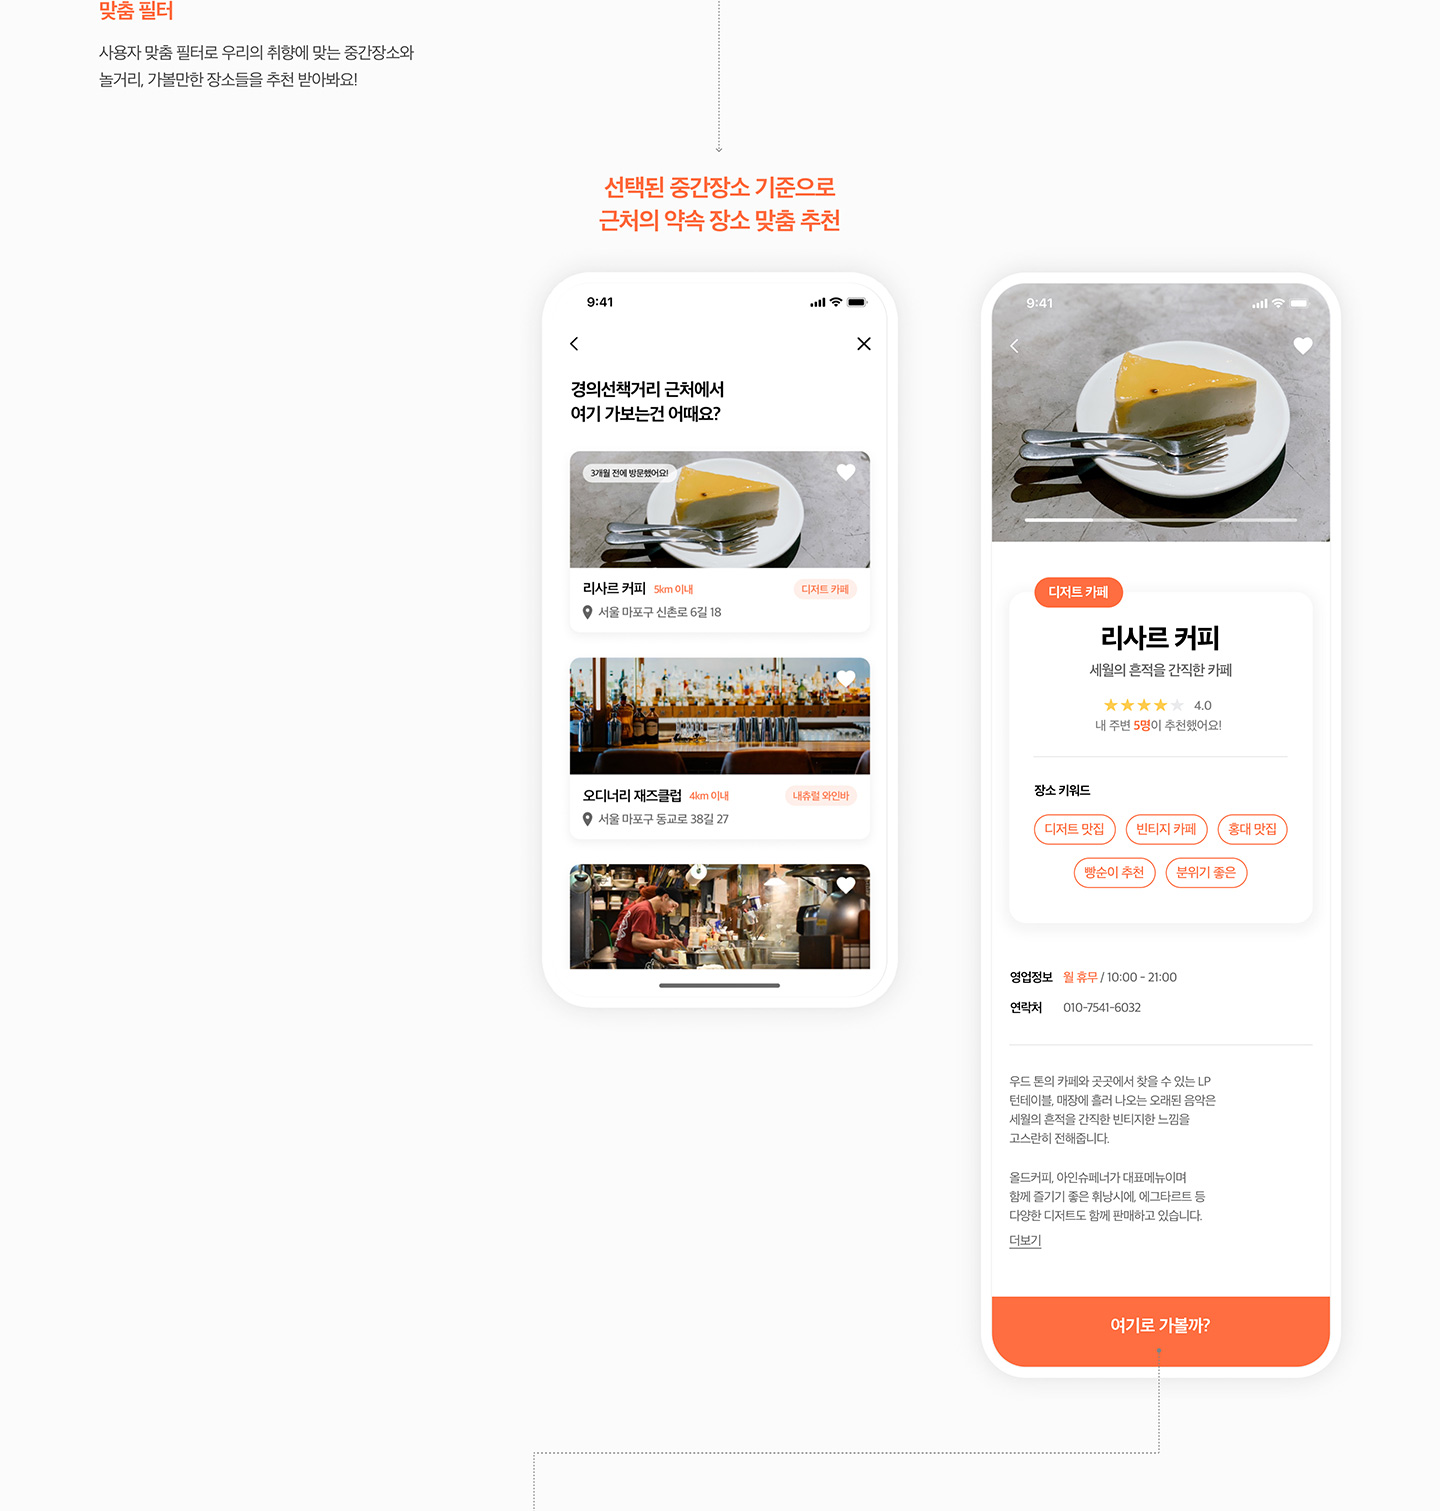 맞춤 필터
사용자 맞춤 필터로 우리의 취향에 맞는 중간장소와
놀거리, 가볼만한 장소들을 추천 받아봐요!
선택된 중간장소 기준으로
근처의 약속 장소 맞춤 추천
9:41
경의선책거리 근처에서
여기 가보는건 어때요?
3개월 전에 방문했어요!
리사르 커피 5km 이내 디저트 카페
서울 마포구 신촌로 6길 18
오디너리 재즈클럽 4km 이내 내츄럴 와인바
서울 마포구 동교로 38길 27
9:41
디저트 카페
리사르 커피
세월의 흔적을 간직한 카페
4.0
내 주변 5명이 추천했어요!
장소 키워드
디저트 맛집 빈티지 카페 홍대 맛집
빵순이 추천 분위기 좋은
영업정보 월 휴무 / 10:00 - 21:00
연락처 010-7541-6032
우드 톤의 카페와 곳곳에서 찾을 수 있는 LP
턴테이블, 매장에 흘러 나오는 오래된 음악은
세월의 흔적을 간직한 빈티지한 느낌을
고스란히 전해줍니다.
올드커피, 아인슈페너가 대표메뉴이며
함께 즐기기 좋은 휘낭시에, 에그타르트 등
다양한 디저트도 함께 판매하고 있습니다.
더보기
여기로 가볼까?